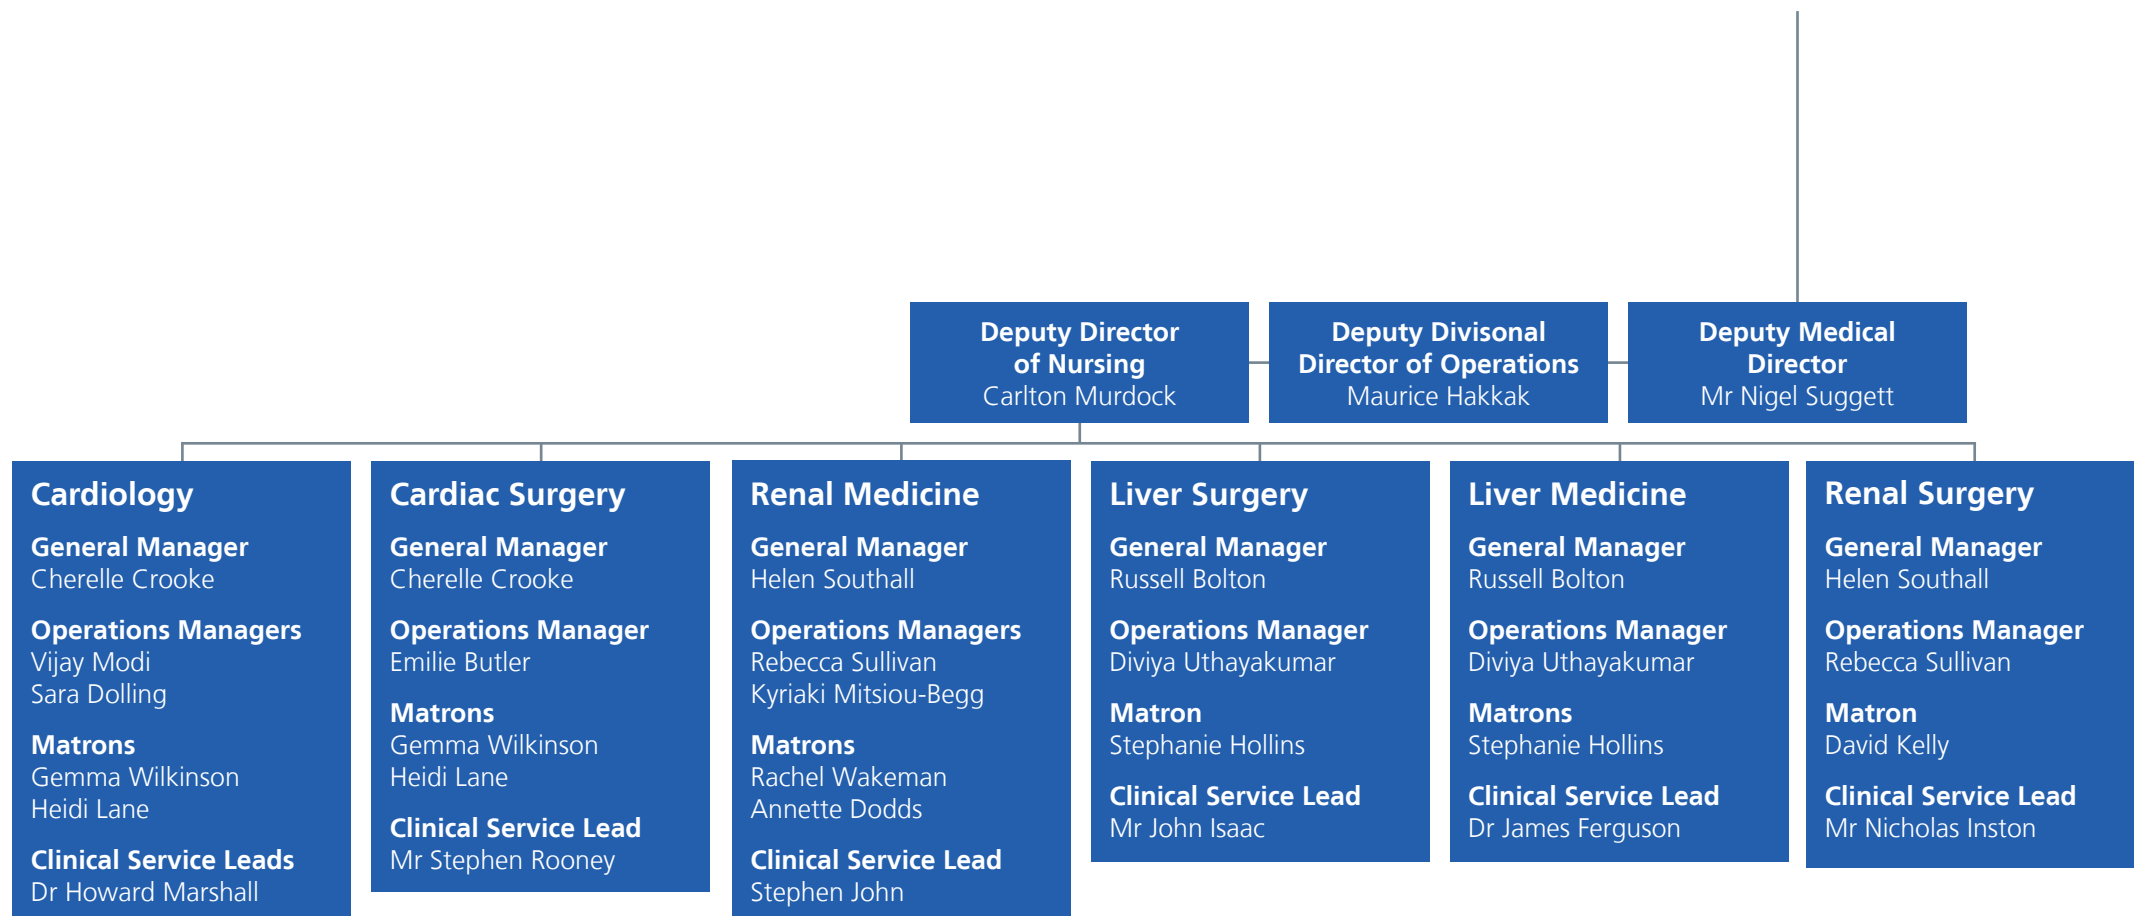 Deputy Director
of Nursing
Carlton Murdock
Deputy Divisonal
Director of Operations
Maurice Hakkak
Deputy Medical
Director
Mr Nigel Suggett
Cardiology
General Manager
Cherelle Crooke
Operations Managers
Vijay Modi
Sara Dolling
Matrons
Gemma Wilkinson
Heidi Lane
Clinical Service Leads
Dr Howard Marshall
Cardiac Surgery
General Manager
Cherelle Crooke
Operations Manager
Emilie Butler
Matrons
Gemma Wilkinson
Heidi Lane
Clinical Service Lead
Mr Stephen Rooney
Renal Medicine
General Manager
Helen Southall
Operations Managers
Rebecca Sullivan
Kyriaki Mitsiou-Begg
Matrons
Rachel Wakeman
Annette Dodds
Clinical Service Lead
Stephen John
Liver Surgery
General Manager
Russell Bolton
Operations Manager
Diviya Uthayakumar
Matron
Stephanie Hollins
Clinical Service Lead
Mr John Isaac
Liver Medicine
General Manager
Russell Bolton
Operations Manager
Diviya Uthayakumar
Matrons
Stephanie Hollins
Clinical Service Lead
Dr James Ferguson
Renal Surgery
General Manager
Helen Southall
Operations Manager
Rebecca Sullivan
Matron
David Kelly
Clinical Service Lead
Mr Nicholas Inston